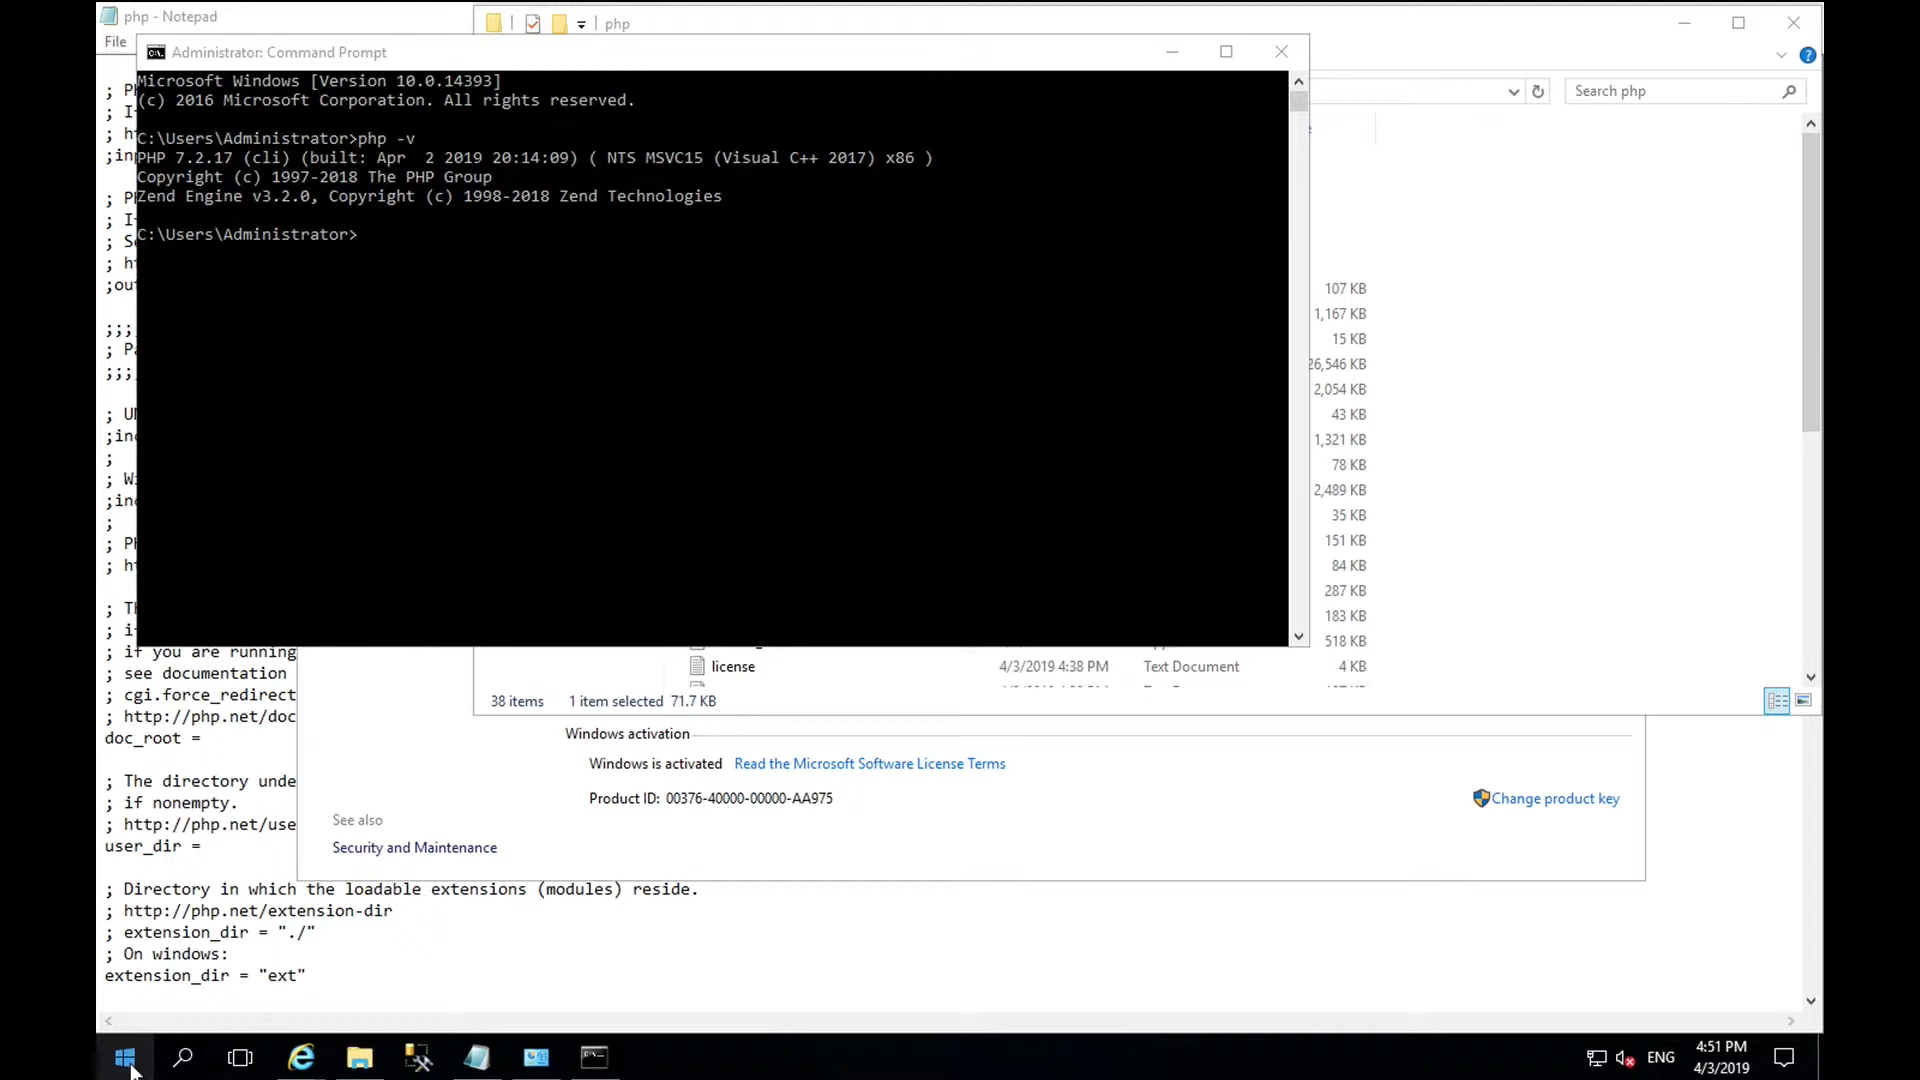 php - Notepad
php
File
Administrator: Command Prompt
Search php
Microsoft Windows [Version 10.0.14393]
(c) 2016 Microsoft Corporation. All rights reserved.
C:\Users\Administrator>php -v
PHP 7.2.17 (cli) (built: Apr  2 2019 20:14:09) ( NTS MSVC15 (Visual C++ 2017) x86 )
Copyright (c) 1997-2018 The PHP Group
Zend Engine v3.2.0, Copyright (c) 1998-2018 Zend Technologies
C:\Users\Administrator>
107 KB
1,167 KB
15 KB
26,546 KB
2,054 KB
43 KB
1,321 KB
78 KB
2,489 KB
35 KB
151 KB
84 KB
287 KB
183 KB
518 KB
license 4/3/2019 4:38 PM Text Document 4 KB
38 items 1 item selected 71.7 KB
; if you are running
; see documentation
; cgi.force_redirect
; http://php.net/doc
doc_root =
; The directory unde
; if nonempty.
; http://php.net/use
user_dir =
; Directory in which the loadable extensions (modules) reside.
; http://php.net/extension-dir
; extension_dir = "./"
; On windows:
extension_dir = "ext"
Windows activation
Windows is activated Read the Microsoft Software License Terms
Product ID: 00376-40000-00000-AA975
Change product key
See also
Security and Maintenance
ENG
4:51 PM
4/3/2019